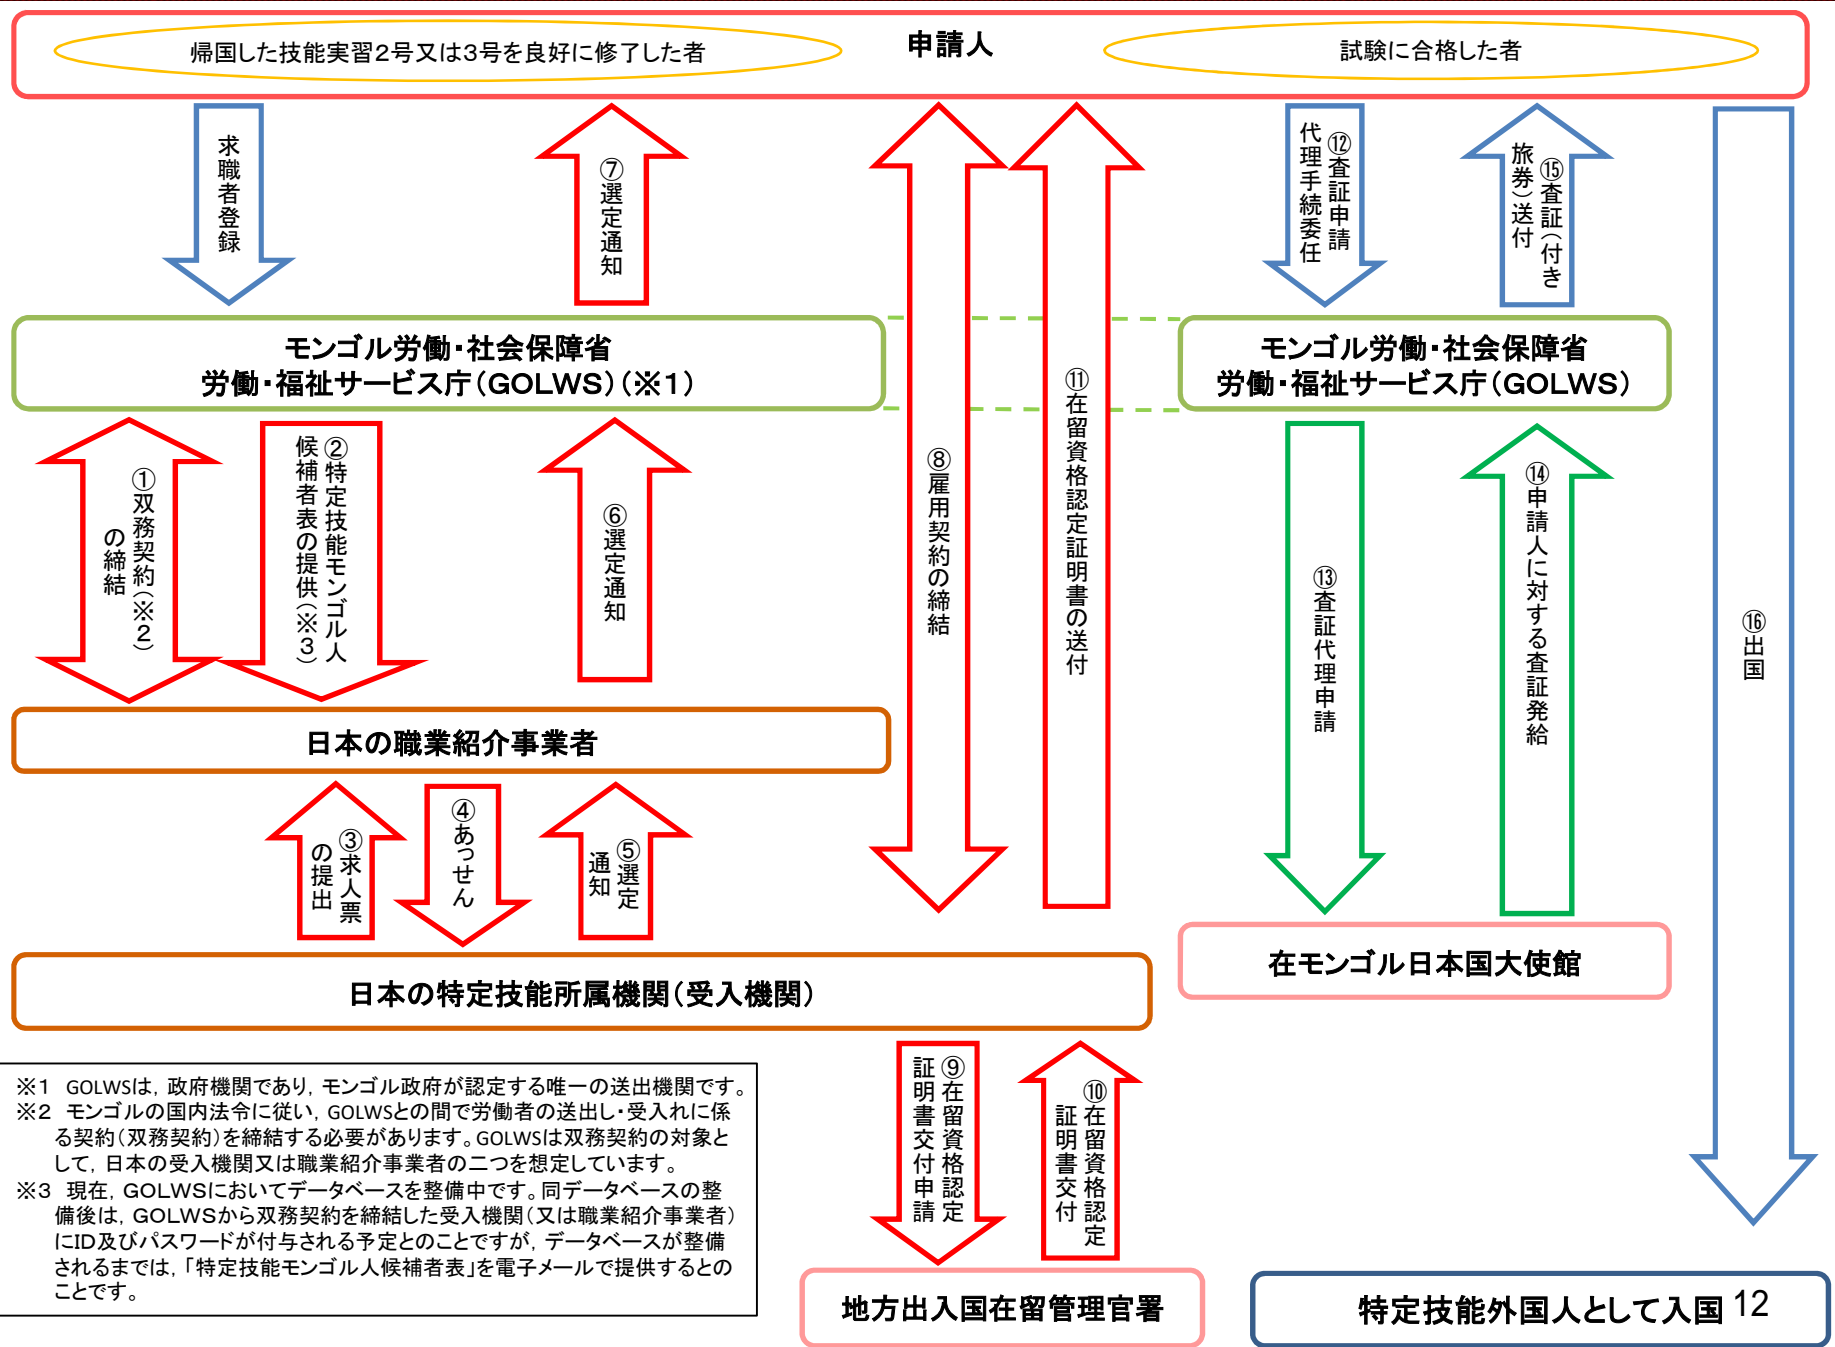 帰国した技能実習2号又は3号を良好に修了した者
申請人
試験に合格した者
求職者登録
⑦選定通知
⑫査証申請
代理手続委任
⑮査証（付き
旅券）送付
モンゴル労働・社会保障省
労働・福祉サービス庁（GOLWS）（※1）
モンゴル労働・社会保障省
労働・福祉サービス庁（GOLWS）
①双務契約（※2）
の締結
②特定技能モンゴル人
候補者表の提供（※3）
⑥選定通知
⑧雇用契約の締結
⑪在留資格認定証明書の送付
⑬査証代理申請
⑭申請人に対する査証発給
⑯出国
日本の職業紹介事業者
③求人票
の提出
④あっせん
⑤選定
通知
日本の特定技能所属機関（受入機関）
在モンゴル日本国大使館
⑨在留資格認定
証明書交付申請
⑩在留資格認定
証明書交付
※1 GOLWSは，政府機関であり，モンゴル政府が認定する唯一の送出機関です。
※2 モンゴルの国内法令に従い，GOLWSとの間で労働者の送出し・受入れに係
る契約（双務契約）を締結する必要があります。GOLWSは双務契約の対象と
して，日本の受入機関又は職業紹介事業者の二つを想定しています。
※3 現在，GOLWSにおいてデータベースを整備中です。同データベースの整
備後は，GOLWSから双務契約を締結した受入機関（又は職業紹介事業者）
にID及びパスワードが付与される予定とのことですが，データベースが整備
されるまでは，「特定技能モンゴル人候補者表」を電子メールで提供するとの
ことです。
地方出入国在留管理官署
特定技能外国人として入国
12